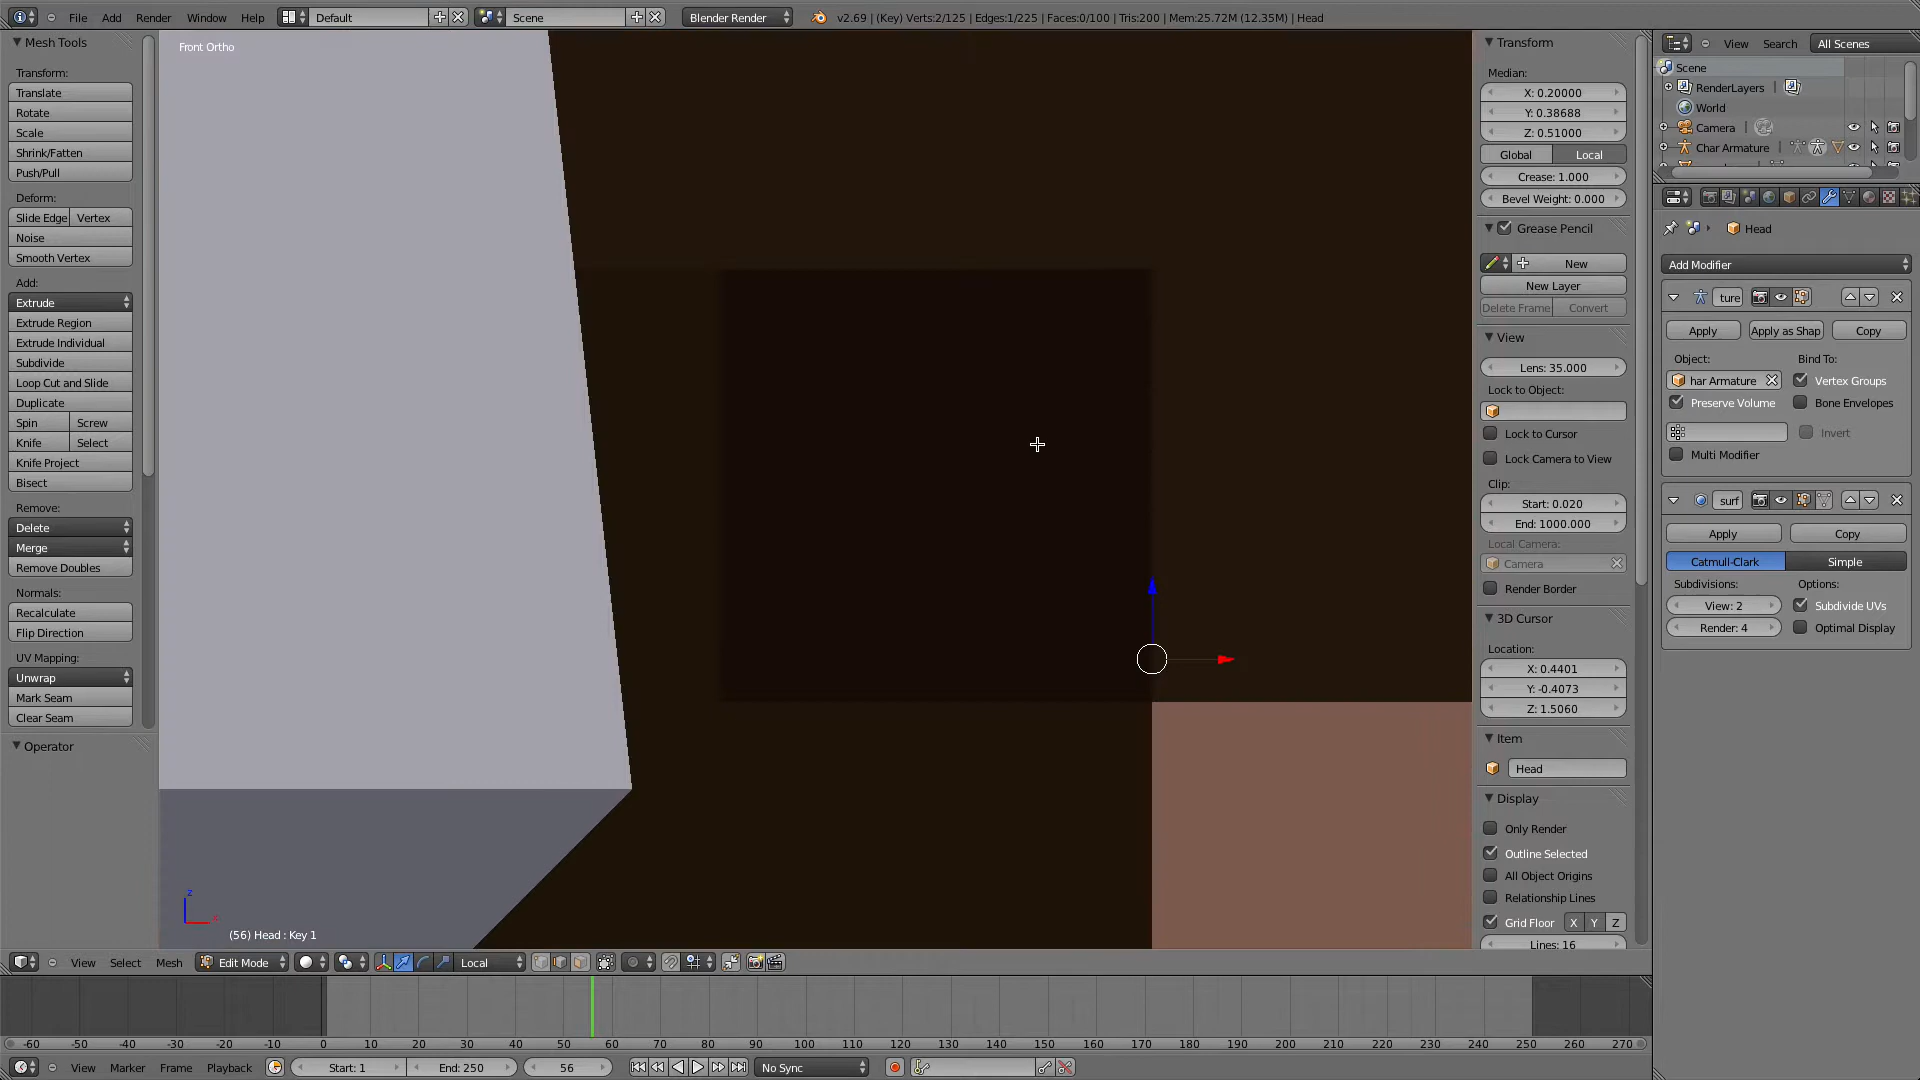 File Add Render Window Help Default Scene Blender Render v2.69 | (Key) Verts:2/125 | Edges:1/225 | Faces:0/100 | Tris:200 | Mem:25.72M (12.35M) | Head
Mesh Tools
Transform:
Translate
Rotate
Scale
Shrink/Fatten
Push/Pull
Deform:
Slide Edge Vertex
Noise
Smooth Vertex
Add:
Extrude
Extrude Region
Extrude Individual
Subdivide
Loop Cut and Slide
Duplicate
Spin Screw
Knife Select
Knife Project
Bisect
Remove:
Delete
Merge
Remove Doubles
Normals:
Recalculate
Flip Direction
UV Mapping:
Unwrap
Mark Seam
Clear Seam
Operator
Front Ortho
z
x
(56) Head : Key 1
Transform
Median:
X: 0.20000
Y: 0.38688
Z: 0.51000
Global Local
Crease: 1.000
Bevel Weight: 0.000
Grease Pencil
New
New Layer
Delete Frame Convert
View
Lens: 35.000
Lock to Object:
Lock to Cursor
Lock Camera to View
Clip:
Start: 0.020
End: 1000.000
Local Camera:
Camera
Render Border
3D Cursor
Location:
X: 0.4401
Y: -0.4073
Z: 1.5060
Item
Head
Display
Only Render
Outline Selected
All Object Origins
Relationship Lines
Grid Floor X Y Z
Lines: 16
View Search All Scenes
Scene
RenderLayers
World
Camera
Char Armature
Head
Add Modifier
ture
Apply Apply as Shap Copy
Object: Bind To:
har Armature Vertex Groups
Preserve Volume Bone Envelopes
Invert
Multi Modifier
surf
Apply Copy
Catmull-Clark Simple
Subdivisions: Options:
View: 2 Subdivide UVs
Render: 4 Optimal Display
View Select Mesh Edit Mode Local
-60 -50 -40 -30 -20 -10 0 10 20 30 40 50 60 70 80 90 100 110 120 130 140 150 160 170 180 190 200 210 220 230 240 250 260 270
View Marker Frame Playback Start: 1 End: 250 56 No Sync